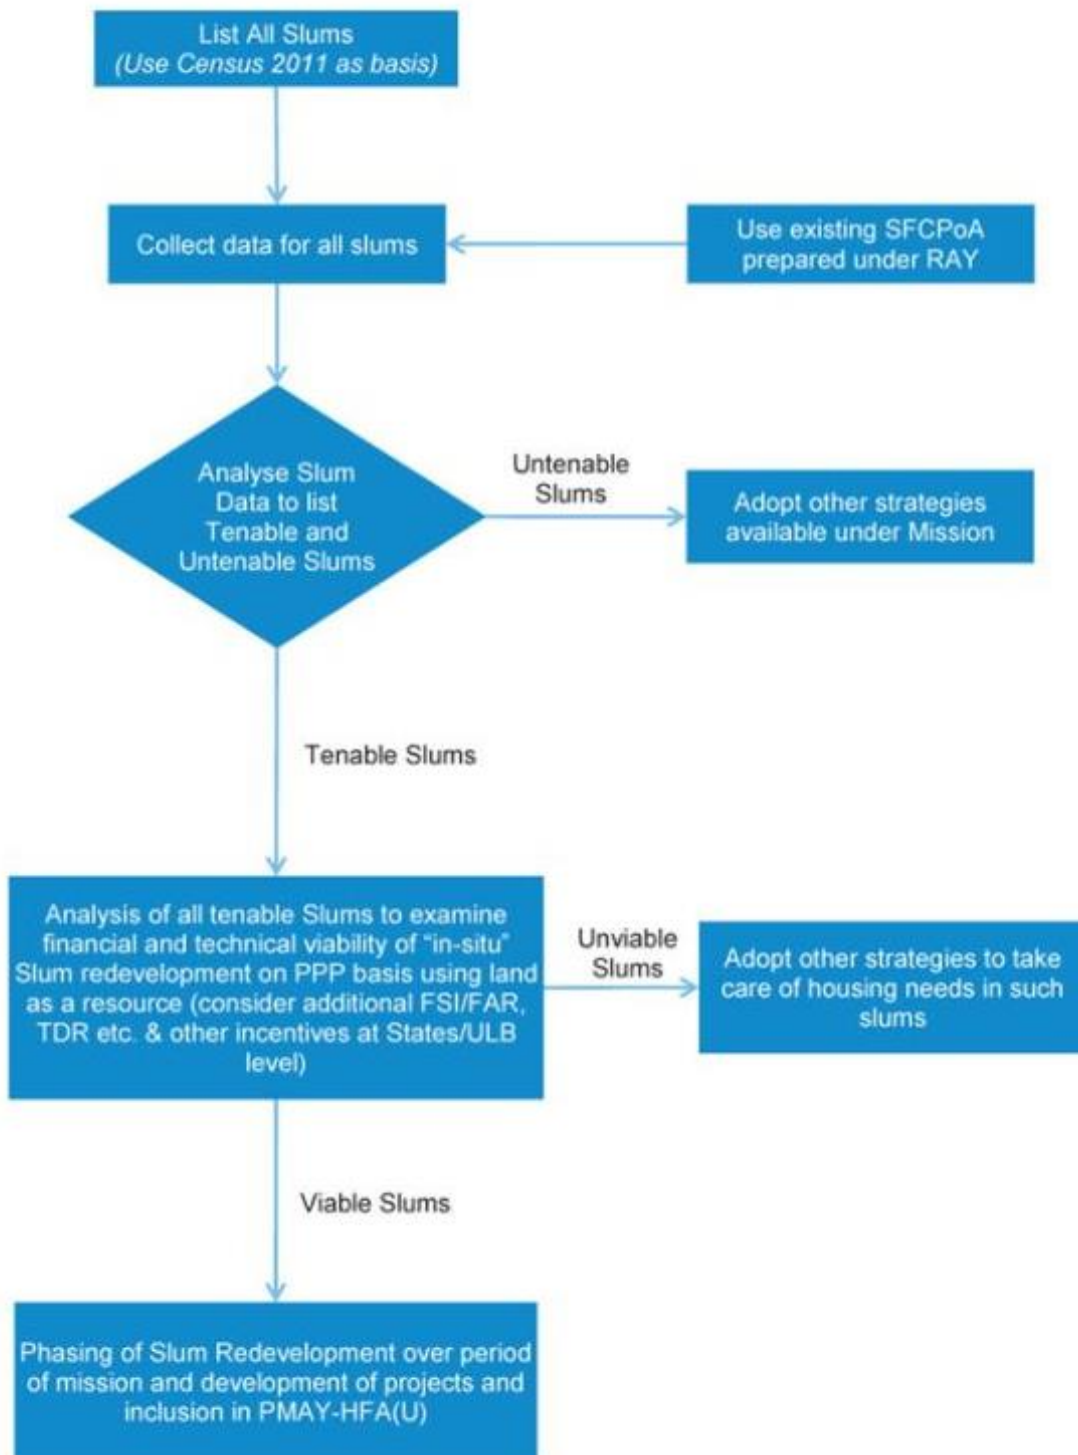 List All Slums
(Use Census 2011 as basis)
Collect data for all slums
Use existing SFCPoA
prepared under RAY
Analyse Slum
Data to list
Tenable and
Untenable Slums
Untenable
Slums
Adopt other strategies
available under Mission
Tenable Slums
Analysis of all tenable Slums to examine
financial and technical viability of “in-situ”
Slum redevelopment on PPP basis using land
as a resource (consider additional FSI/FAR,
TDR etc. & other incentives at States/ULB
level)
Unviable
Slums
Adopt other strategies to take
care of housing needs in such
slums
Viable Slums
Phasing of Slum Redevelopment over period
of mission and development of projects and
inclusion in PMAY-HFA(U)